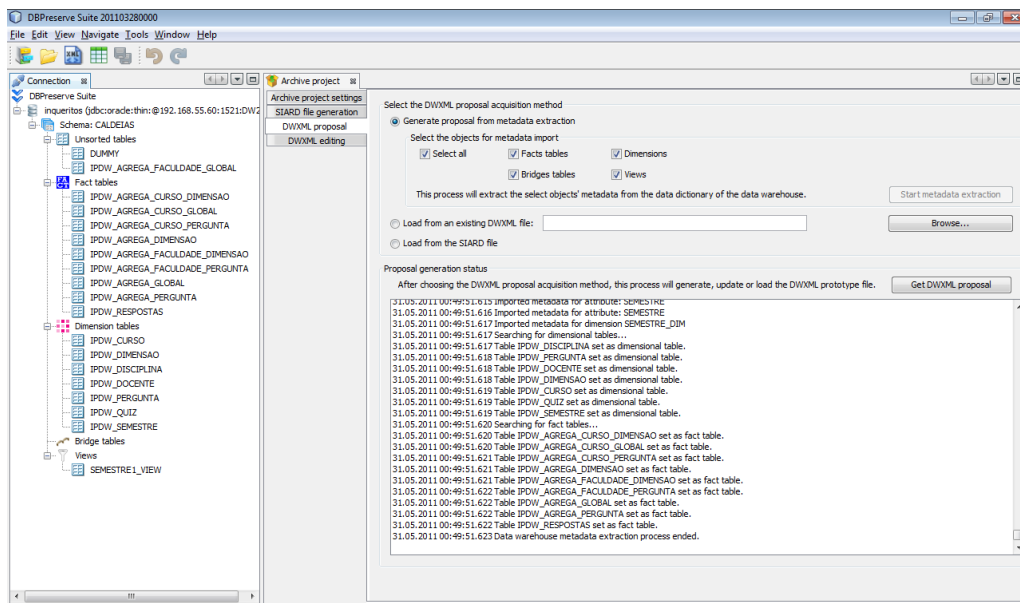 DBPreserve Suite 201103280000
File Edit View Navigate Tools Window Help
Connection
DBPreserve Suite
inqueritos (jdbc:oracle:thin:@192.168.55.60:1521:DW2
Schema: CALDEIAS
Unsorted tables
DUMMY
IPDW_AGREGA_FACULDADE_GLOBAL
FA CT Fact tables
IPDW_AGREGA_CURSO_DIMENSAO
IPDW_AGREGA_CURSO_GLOBAL
IPDW_AGREGA_CURSO_PERGUNTA
IPDW_AGREGA_DIMENSAO
IPDW_AGREGA_FACULDADE_DIMENSAO
IPDW_AGREGA_FACULDADE_PERGUNTA
IPDW_AGREGA_GLOBAL
IPDW_AGREGA_PERGUNTA
IPDW_RESPOSTAS
Dimension tables
IPDW_CURSO
IPDW_DIMENSAO
IPDW_DISCIPLINA
IPDW_DOCENTE
IPDW_PERGUNTA
IPDW_QUIZ
IPDW_SEMESTRE
Bridge tables
Views
SEMESTRE1_VIEW
Archive project
Archive project settings
SIARD file generation
DWXML proposal
DWXML editing
Select the DWXML proposal acquisition method
Generate proposal from metadata extraction
Select the objects for metadata import
Select all Facts tables Dimensions
Bridges tables Views
This process will extract the select objects' metadata from the data dictionary of the data warehouse. Start metadata extraction
Load from an existing DWXML file: Browse...
Load from the SIARD file
Proposal generation status
After choosing the DWXML proposal acquisition method, this process will generate, update or load the DWXML prototype file. Get DWXML proposal
31.05.2011 00:49:51.615 Imported metadata for attribute: SEMESTRE
31.05.2011 00:49:51.616 Imported metadata for attribute: SEMESTRE
31.05.2011 00:49:51.617 Imported metadata for dimension SEMESTRE_DIM
31.05.2011 00:49:51.617 Searching for dimensional tables...
31.05.2011 00:49:51.617 Table IPDW_DISCIPLINA set as dimensional table.
31.05.2011 00:49:51.618 Table IPDW_PERGUNTA set as dimensional table.
31.05.2011 00:49:51.618 Table IPDW_DOCENTE set as dimensional table.
31.05.2011 00:49:51.618 Table IPDW_DIMENSAO set as dimensional table.
31.05.2011 00:49:51.619 Table IPDW_CURSO set as dimensional table.
31.05.2011 00:49:51.619 Table IPDW_QUIZ set as dimensional table.
31.05.2011 00:49:51.619 Table IPDW_SEMESTRE set as dimensional table.
31.05.2011 00:49:51.620 Searching for fact tables...
31.05.2011 00:49:51.620 Table IPDW_AGREGA_CURSO_DIMENSAO set as fact table.
31.05.2011 00:49:51.620 Table IPDW_AGREGA_CURSO_GLOBAL set as fact table.
31.05.2011 00:49:51.621 Table IPDW_AGREGA_CURSO_PERGUNTA set as fact table.
31.05.2011 00:49:51.621 Table IPDW_AGREGA_DIMENSAO set as fact table.
31.05.2011 00:49:51.621 Table IPDW_AGREGA_FACULDADE_DIMENSAO set as fact table.
31.05.2011 00:49:51.622 Table IPDW_AGREGA_FACULDADE_PERGUNTA set as fact table.
31.05.2011 00:49:51.622 Table IPDW_AGREGA_GLOBAL set as fact table.
31.05.2011 00:49:51.622 Table IPDW_AGREGA_PERGUNTA set as fact table.
31.05.2011 00:49:51.622 Table IPDW_RESPOSTAS set as fact table.
31.05.2011 00:49:51.623 Data warehouse metadata extraction process ended.